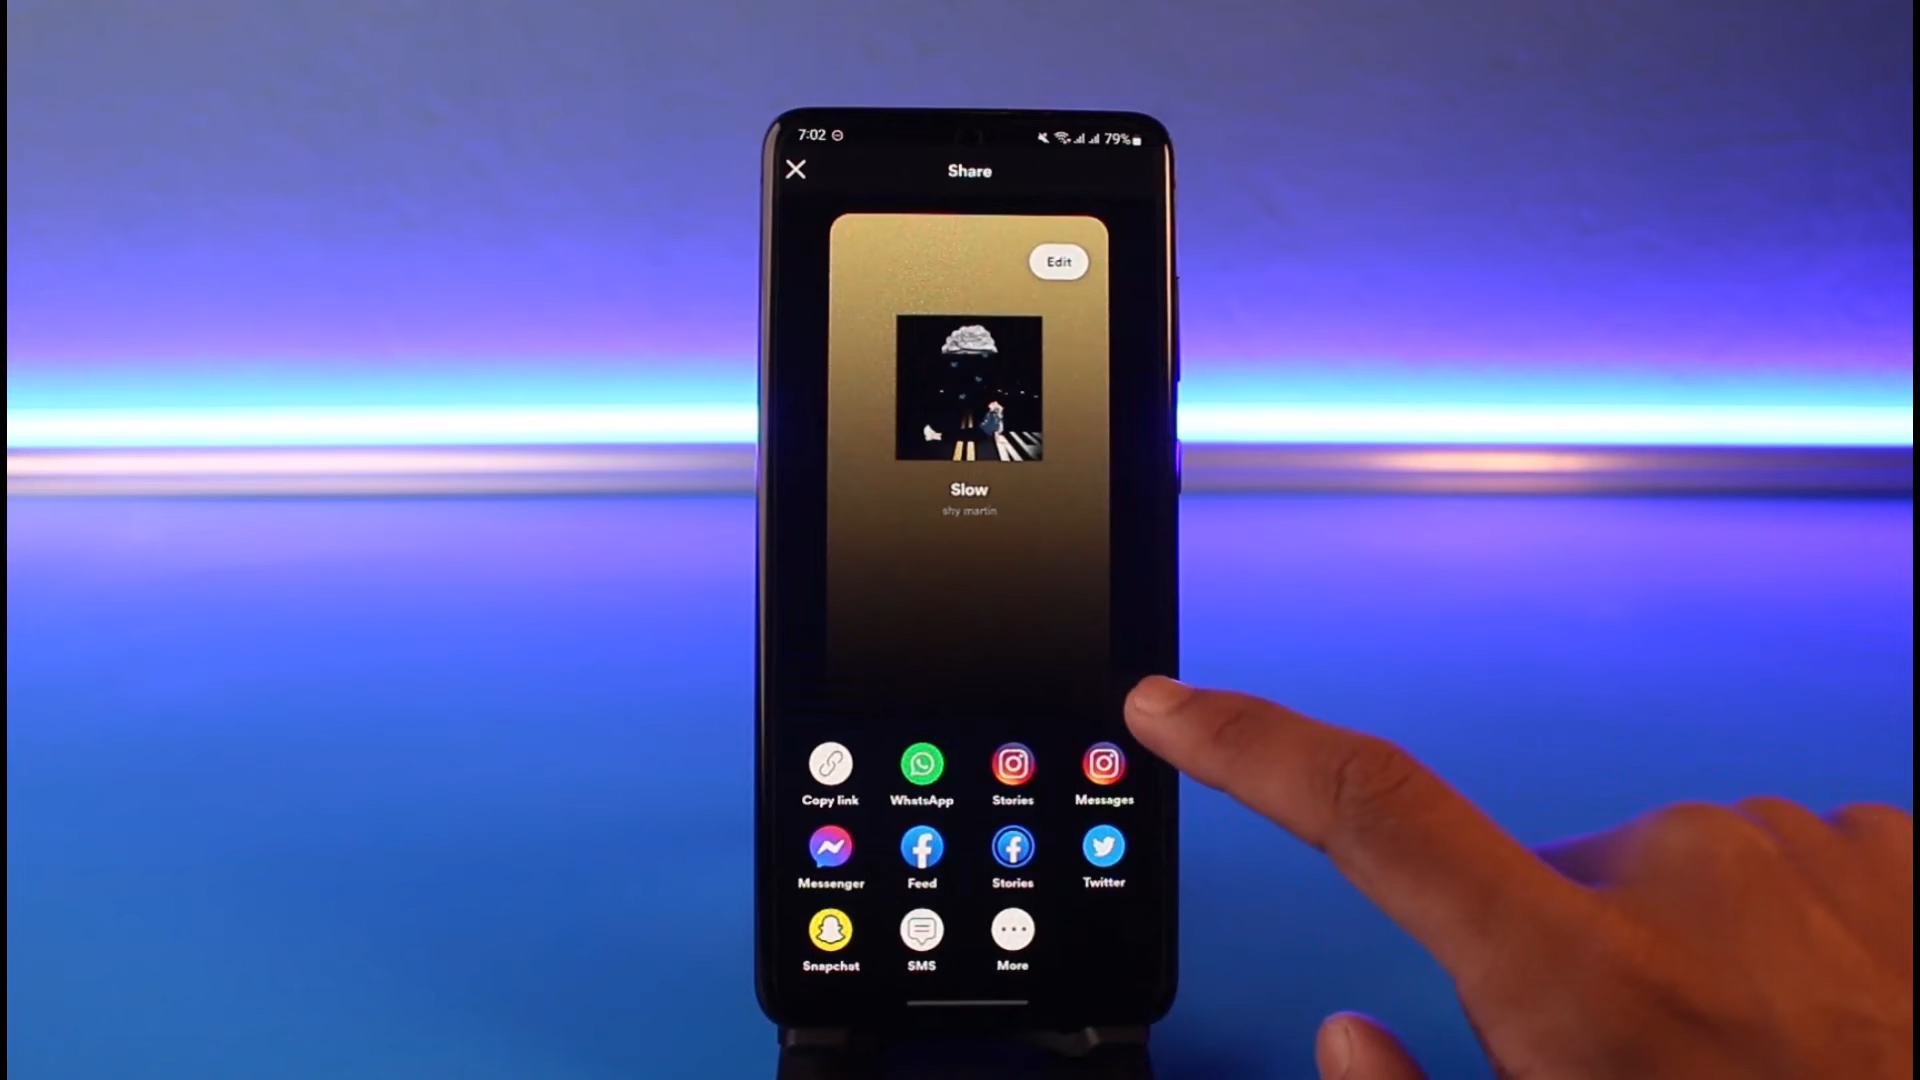 7:02
79%
Share
Edit
Slow
shy martin
Copy link WhatsApp Stories Messages
Messenger Feed Stories Twitter
Snapchat SMS More